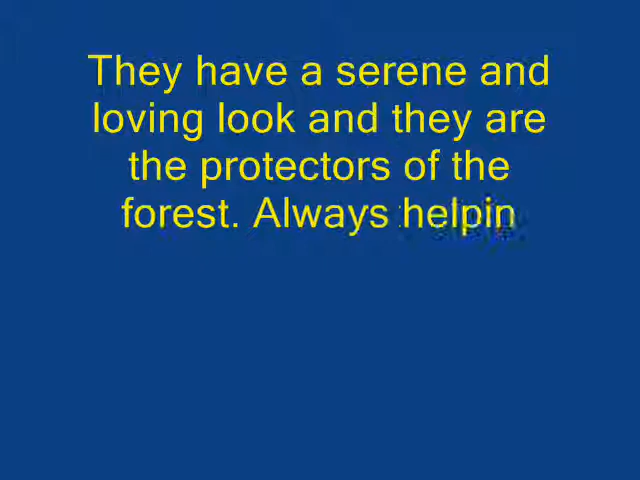 They have a serene and
loving look and they are
the protectors of the
forest. Always helpin